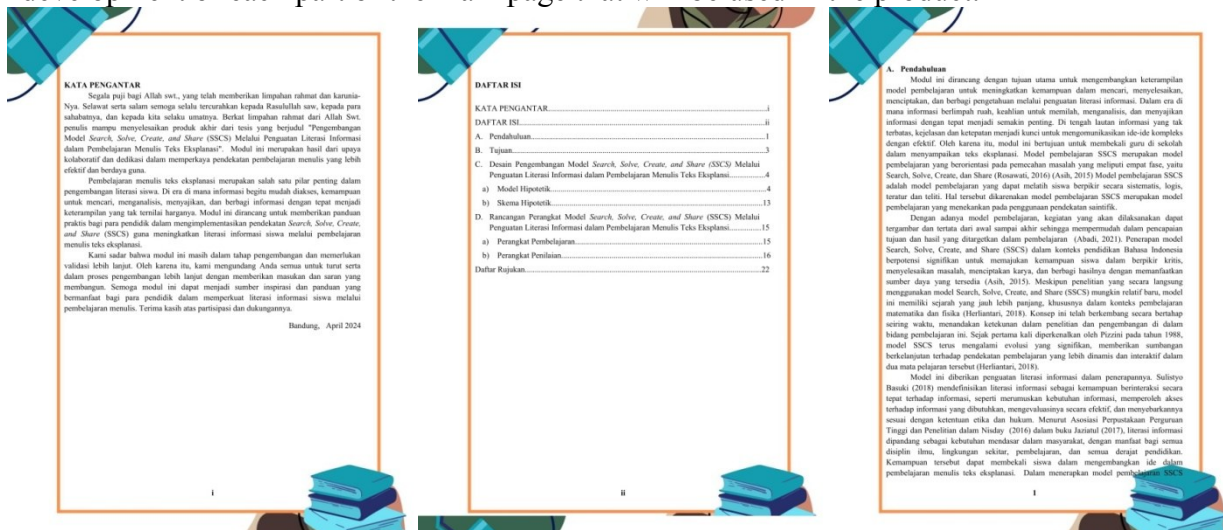 KATA PENGANTAR
Segala puji bagi Allah swt., yang telah memberikan limpahan rahmat dan karunia-
Nya. Selawat serta salam semoga selalu tercurahkan kepada Rasulullah saw, kepada para
sahabatnya, dan kepada kita selaku umatnya. Berkat limpahan rahmat dari Allah Swt.
penulis mampu menyelesaikan produk akhir dari tesis yang berjudul "Pengembangan
Model Search, Solve, Create, and Share (SSCS) Melalui Penguatan Literasi Informasi
dalam Pembelajaran Menulis Teks Eksplanasi". Modul ini merupakan hasil dari upaya
kolaboratif dan dedikasi dalam memperkaya pendekatan pembelajaran menulis yang lebih
efektif dan berdaya guna.
Pembelajaran menulis teks eksplanasi merupakan salah satu pilar penting dalam
pengembangan literasi siswa. Di era di mana informasi begitu mudah diakses, kemampuan
untuk mencari, menganalisis, menyajikan, dan berbagi informasi dengan tepat menjadi
keterampilan yang tak ternilai harganya. Modul ini dirancang untuk memberikan panduan
praktis bagi para pendidik dalam mengimplementasikan pendekatan Search, Solve, Create,
and Share (SSCS) guna meningkatkan literasi informasi siswa melalui pembelajaran
menulis teks eksplanasi.
Kami sadar bahwa modul ini masih dalam tahap pengembangan dan memerlukan
validasi lebih lanjut. Oleh karena itu, kami mengundang Anda semua untuk turut serta
dalam proses pengembangan lebih lanjut dengan memberikan masukan dan saran yang
membangun. Semoga modul ini dapat menjadi sumber inspirasi dan panduan yang
bermanfaat bagi para pendidik dalam memperkuat literasi informasi siswa melalui
pembelajaran menulis. Terima kasih atas partisipasi dan dukungannya.
Bandung, April 2024
i
DAFTAR ISI
KATA PENGANTAR....i
DAFTAR ISI....ii
A. Pendahuluan....1
B. Tujuan....3
C. Desain Pengembangan Model Search, Solve, Create, and Share (SSCS) Melalui
Penguatan Literasi Informasi dalam Pembelajaran Menulis Teks Eksplansi....4
a) Model Hipotetik....4
b) Skema Hipotetik....13
D. Rancangan Perangkat Model Search, Solve, Create, and Share (SSCS) Melalui
Penguatan Literasi Informasi dalam Pembelajaran Menulis Teks Eksplansi....15
a) Perangkat Pembelajaran....15
b) Perangkat Penilaian....16
Daftar Rujukan....22
ii
A. Pendahuluan
Modul ini dirancang dengan tujuan utama untuk mengembangkan keterampilan
model pembelajaran untuk meningkatkan kemampuan dalam mencari, menyelesaikan,
menciptakan, dan berbagi pengetahuan melalui penguatan literasi informasi. Dalam era di
mana informasi berlimpah ruah, keahlian untuk memilah, menganalisis, dan menyajikan
informasi dengan tepat menjadi semakin penting. Di tengah lautan informasi yang tak
terbatas, kejelasan dan ketepatan menjadi kunci untuk mengomunikasikan ide-ide kompleks
dengan efektif. Oleh karena itu, modul ini bertujuan untuk membekali guru di sekolah
dalam menyampaikan teks eksplanasi. Model pembelajaran SSCS merupakan model
pembelajaran yang berorientasi pada pemecahan masalah yang meliputi empat fase, yaitu
Search, Solve, Create, dan Share (Rosawati, 2016) (Asih, 2015) Model pembelajaran SSCS
adalah model pembelajaran yang dapat melatih siswa berpikir secara sistematis, logis,
teratur dan teliti. Hal tersebut dikarenakan model pembelajaran SSCS merupakan model
pembelajaran yang menekankan pada penggunaan pendekatan saintifik.
Dengan adanya model pembelajaran, kegiatan yang akan dilaksanakan dapat
tergambar dan tertata dari awal sampai akhir sehingga mempermudah dalam pencapaian
tujuan dan hasil yang ditargetkan dalam pembelajaran (Abadi, 2021). Penerapan model
Search, Solve, Create, and Share (SSCS) dalam konteks pendidikan Bahasa Indonesia
berpotensi signifikan untuk memajukan kemampuan siswa dalam berpikir kritis,
menyelesaikan masalah, menciptakan karya, dan berbagi hasilnya dengan memanfaatkan
sumber daya yang tersedia (Asih, 2015). Meskipun penelitian yang secara langsung
menggunakan model Search, Solve, Create, and Share (SSCS) mungkin relatif baru, model
ini memiliki sejarah yang jauh lebih panjang, khususnya dalam konteks pembelajaran
matematika dan fisika (Herliantari, 2018). Konsep ini telah berkembang secara bertahap
seiring waktu, menandakan ketekunan dalam penelitian dan pengembangan di dalam
bidang pembelajaran ini. Sejak pertama kali diperkenalkan oleh Pizzini pada tahun 1988,
model SSCS terus mengalami evolusi yang signifikan, memberikan sumbangan
berkelanjutan terhadap pendekatan pembelajaran yang lebih dinamis dan interaktif dalam
dua mata pelajaran tersebut (Herliantari, 2018).
Model ini diberikan penguatan literasi informasi dalam penerapannya. Sulistyo
Basuki (2018) mendefinisikan literasi informasi sebagai kemampuan berinteraksi secara
tepat terhadap informasi, seperti merumuskan kebutuhan informasi, memperoleh akses
terhadap informasi yang dibutuhkan, mengevaluasinya secara efektif, dan menyebarkannya
sesuai dengan ketentuan etika dan hukum. Menurut Asosiasi Perpustakaan Perguruan
Tinggi dan Penelitian dalam Nisday (2016) dalam buku Jaziatul (2017), literasi informasi
dipandang sebagai kebutuhan mendasar dalam masyarakat, dengan manfaat bagi semua
disiplin ilmu, lingkungan sekitar, pembelajaran, dan semua derajat pendidikan.
Kemampuan tersebut dapat membekali siswa dalam mengembangkan ide dalam
pembelajaran menulis teks eksplanasi. Dalam menerapkan model pembelajaran SSCS
1